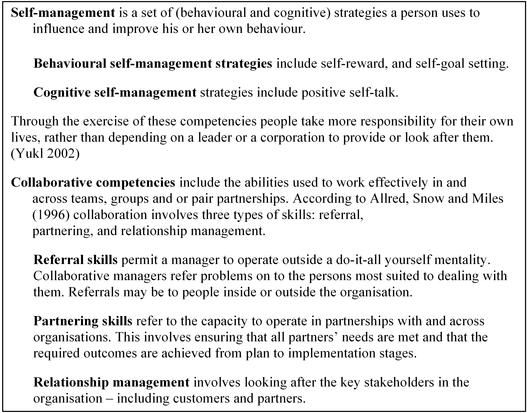 Self-management is a set of (behavioural and cognitive) strategies a person uses to
influence and improve his or her own behaviour.
Behavioural self-management strategies include self-reward, and self-goal setting.
Cognitive self-management strategies include positive self-talk.
Through the exercise of these competencies people take more responsibility for their own
lives, rather than depending on a leader or a corporation to provide or look after them.
(Yukl 2002)
Collaborative competencies include the abilities used to work effectively in and
across teams, groups and or pair partnerships. According to Allred, Snow and Miles
(1996) collaboration involves three types of skills: referral,
partnering, and relationship management.
Referral skills permit a manager to operate outside a do-it-all yourself mentality.
Collaborative managers refer problems on to the persons most suited to dealing with
them. Referrals may be to people inside or outside the organisation.
Partnering skills refer to the capacity to operate in partnerships with and across
organisations. This involves ensuring that all partners’ needs are met and that the
required outcomes are achieved from plan to implementation stages.
Relationship management involves looking after the key stakeholders in the
organisation – including customers and partners.